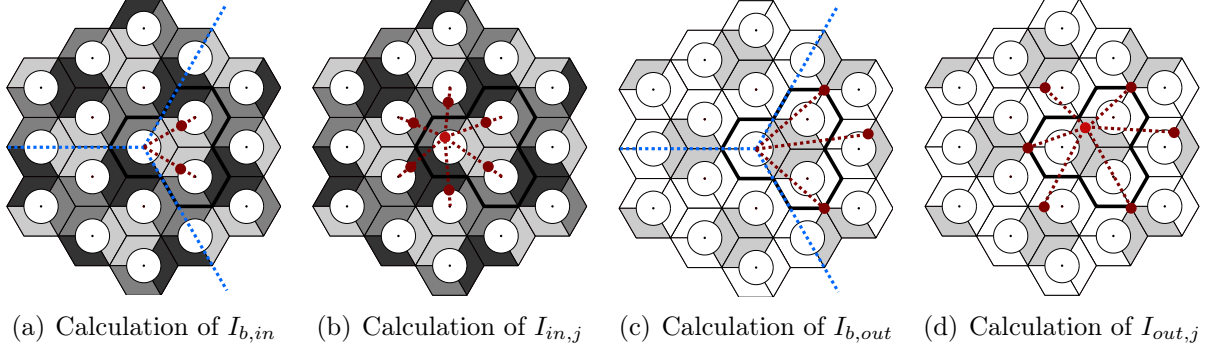 (a) Calculation of I_{b,in} (b) Calculation of I_{in,j} (c) Calculation of I_{b,out} (d) Calculation of I_{out,j}